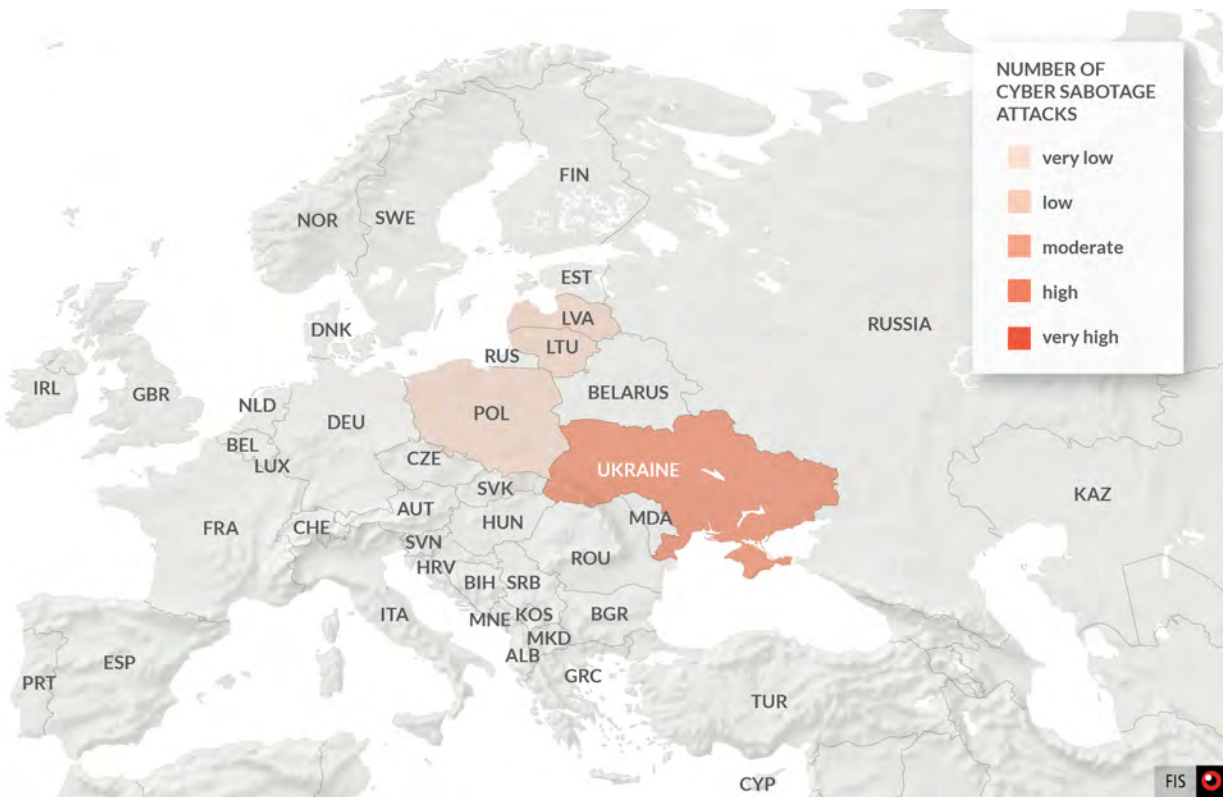 NUMBER OF
CYBER SABOTAGE
ATTACKS
very low
low
moderate
high
very high
FIN
NOR
SWE
EST
LVA
DNK
RUSSIA
LTU
RUS
IRL
GBR
BELARUS
NLD
POL
DEU
BEL
CZE
LUX
UKRAINE
SVK
KAZ
AUT
MDA
FRA
CHE
HUN
SVN
ROU
HRV
BIH
SRB
ITA
MNE
KOS
BGR
MKD
ALB
ESP
PRT
GRC
TUR
CYP
FIS